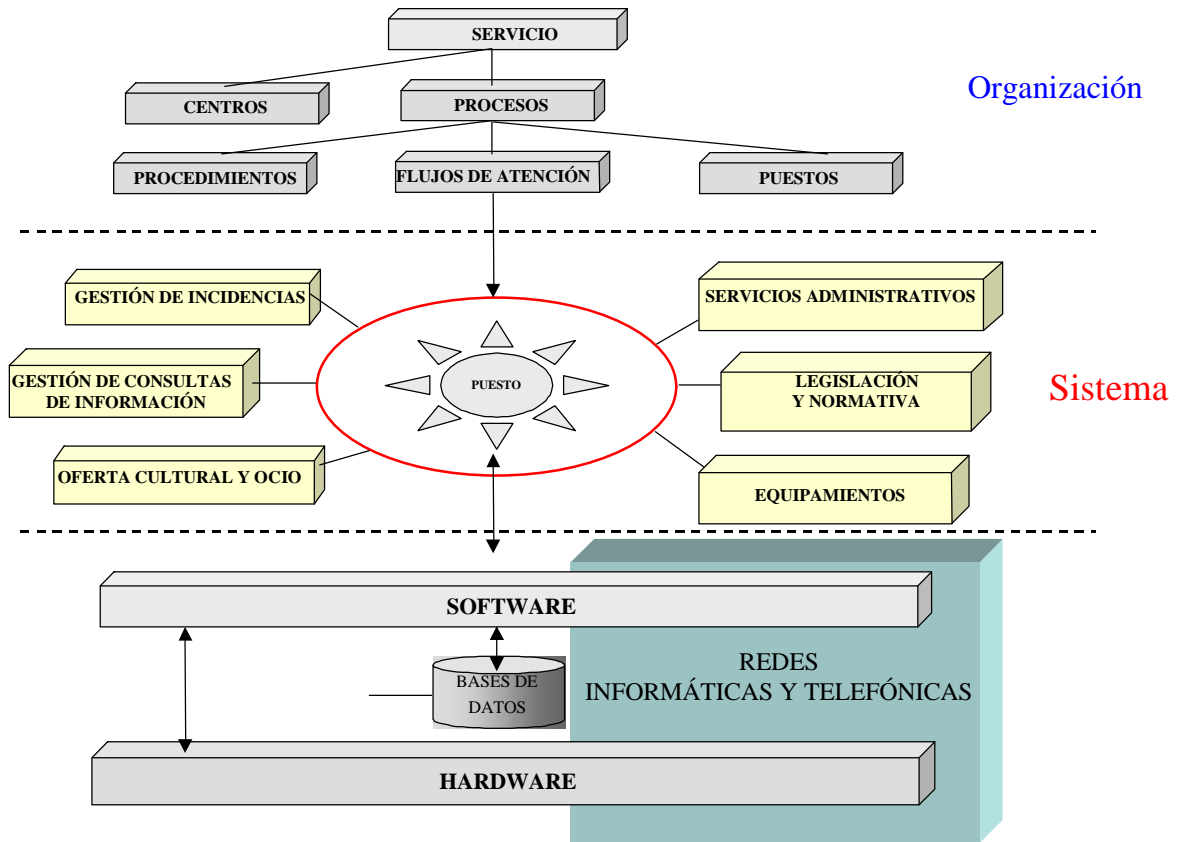 SERVICIO
Organización
CENTROS
PROCESOS
PROCEDIMIENTOS
FLUJOS DE ATENCIÓN
PUESTOS
GESTIÓN DE INCIDENCIAS
SERVICIOS ADMINISTRATIVOS
GESTIÓN DE CONSULTAS
DE INFORMACIÓN
PUESTO
LEGISLACIÓN
Y NORMATIVA
Sistema
OFERTA CULTURAL Y OCIO
EQUIPAMIENTOS
SOFTWARE
BASES DE
DATOS
REDES
INFORMÁTICAS Y TELEFÓNICAS
HARDWARE